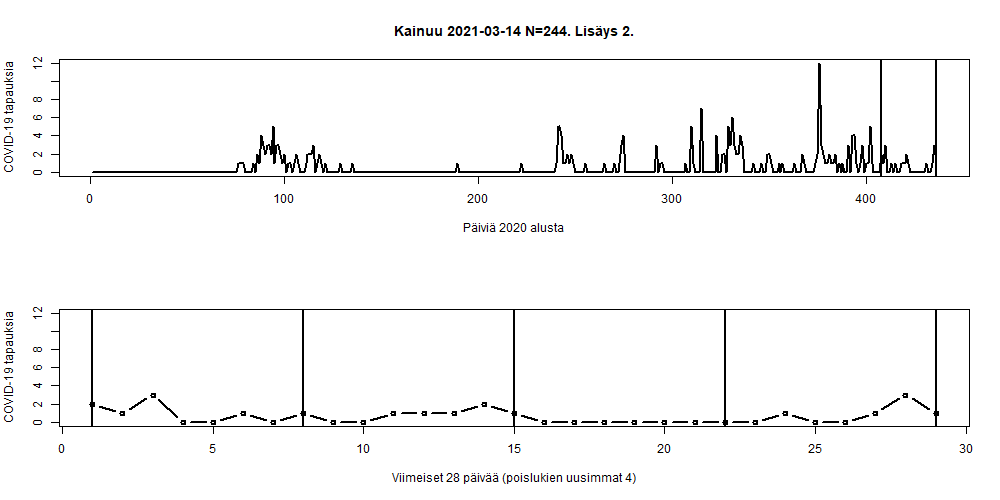 Kainuu 2021-03-14 N=244. Lisäys 2.
COVID-19 tapauksia
0 2 4 6 8 12
0 100 200 300 400
Päiviä 2020 alusta
COVID-19 tapauksia
0 2 4 6 8 12
0 5 10 15 20 25 30
Viimeiset 28 päivää (poislukien uusimmat 4)